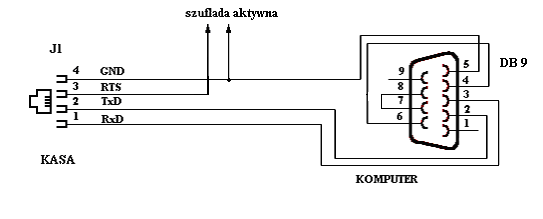 szuflada aktywna
J1
4 GND
3 RTS
2 TxD
1 RxD
KASA
DB 9
5
9
4
8
3
7
2
6
1
KOMPUTER